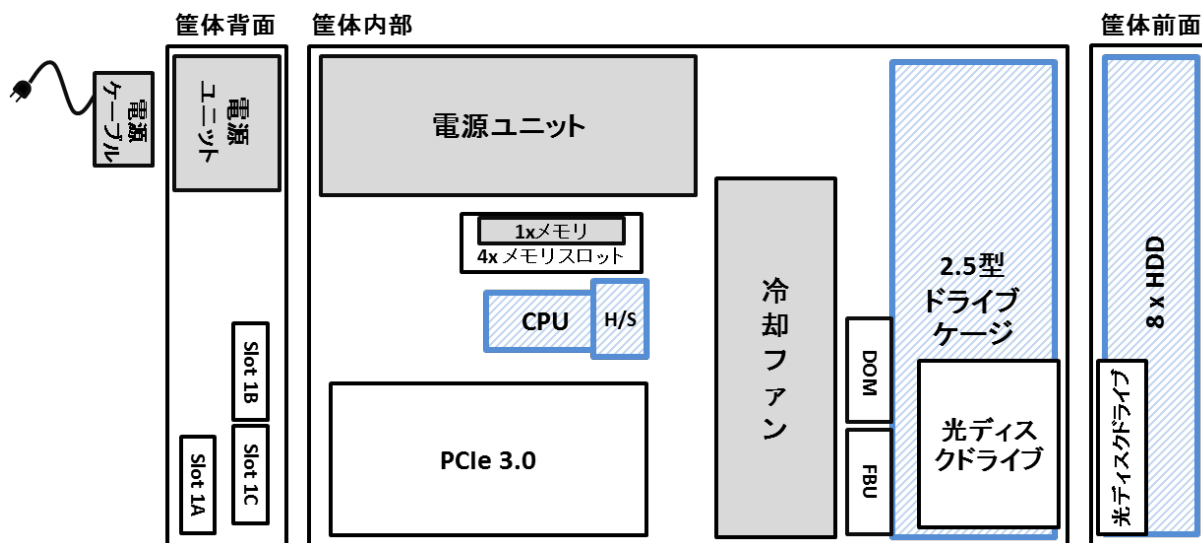 筐体背面
筐体内部
筐体前面
電源
ケーブル
電源
ユニット
電源ユニット
1xメモリ
4x メモリスロット
CPU
H/S
PCIe 3.0
冷却ファン
DOM
FBU
2.5型
ドライブ
ケージ
光ディス
クドライブ
8 x HDD
光ディスクドライブ
Slot 1B
Slot 1C
Slot 1A